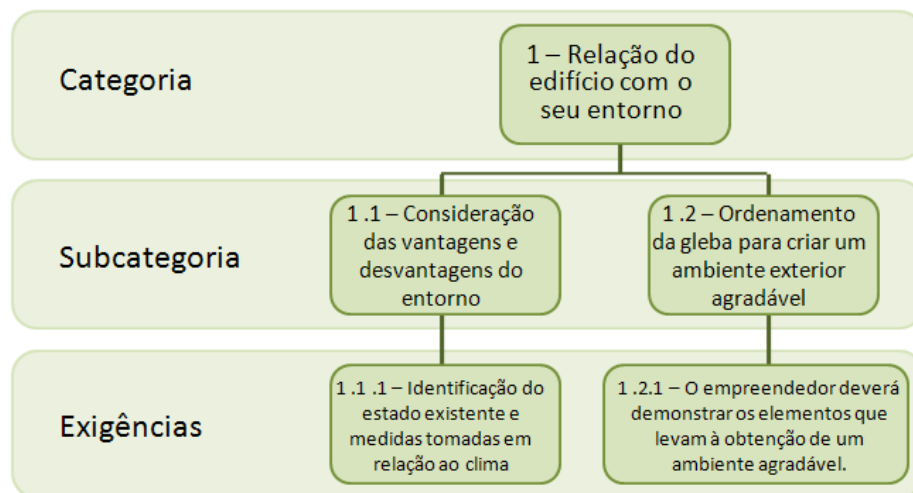 Categoria
1 – Relação do
edifício com o
seu entorno
Subcategoria
1 .1 – Consideração
das vantagens e
desvantagens do
entorno
1 .2 – Ordenamento
da gleba para criar um
ambiente exterior
agradável
Exigências
1 .1 .1 – Identificação do
estado existente e
medidas tomadas em
relação ao clima
1 .2.1 – O empreendedor deverá
demonstrar os elementos que
levam à obtenção de um
ambiente agradável.